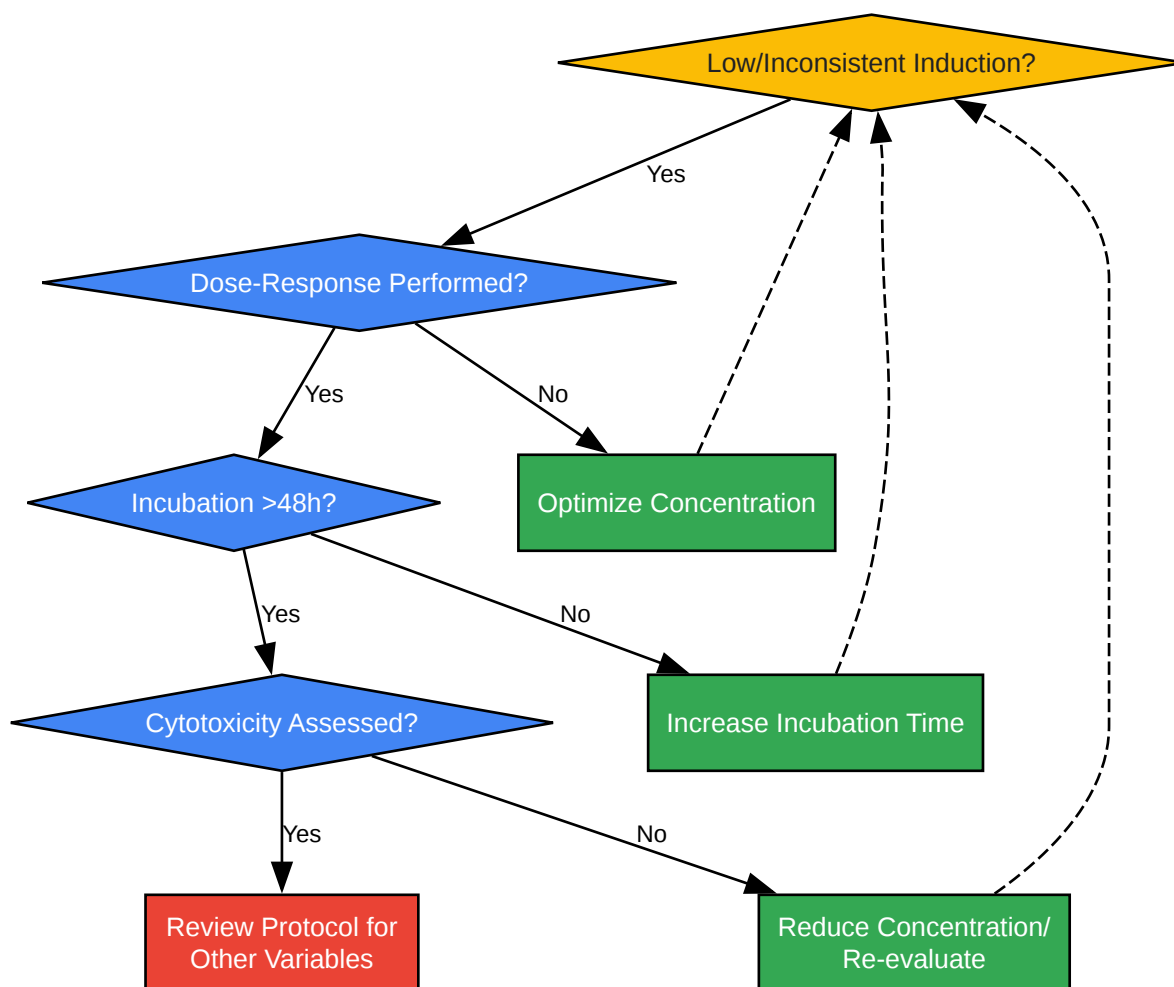 Low/Inconsistent Induction?
Yes
Dose-Response Performed?
Yes
No
Incubation >48h?
Optimize Concentration
Yes
No
Cytotoxicity Assessed?
Increase Incubation Time
Yes
No
Review Protocol for
Other Variables
Reduce Concentration/
Re-evaluate